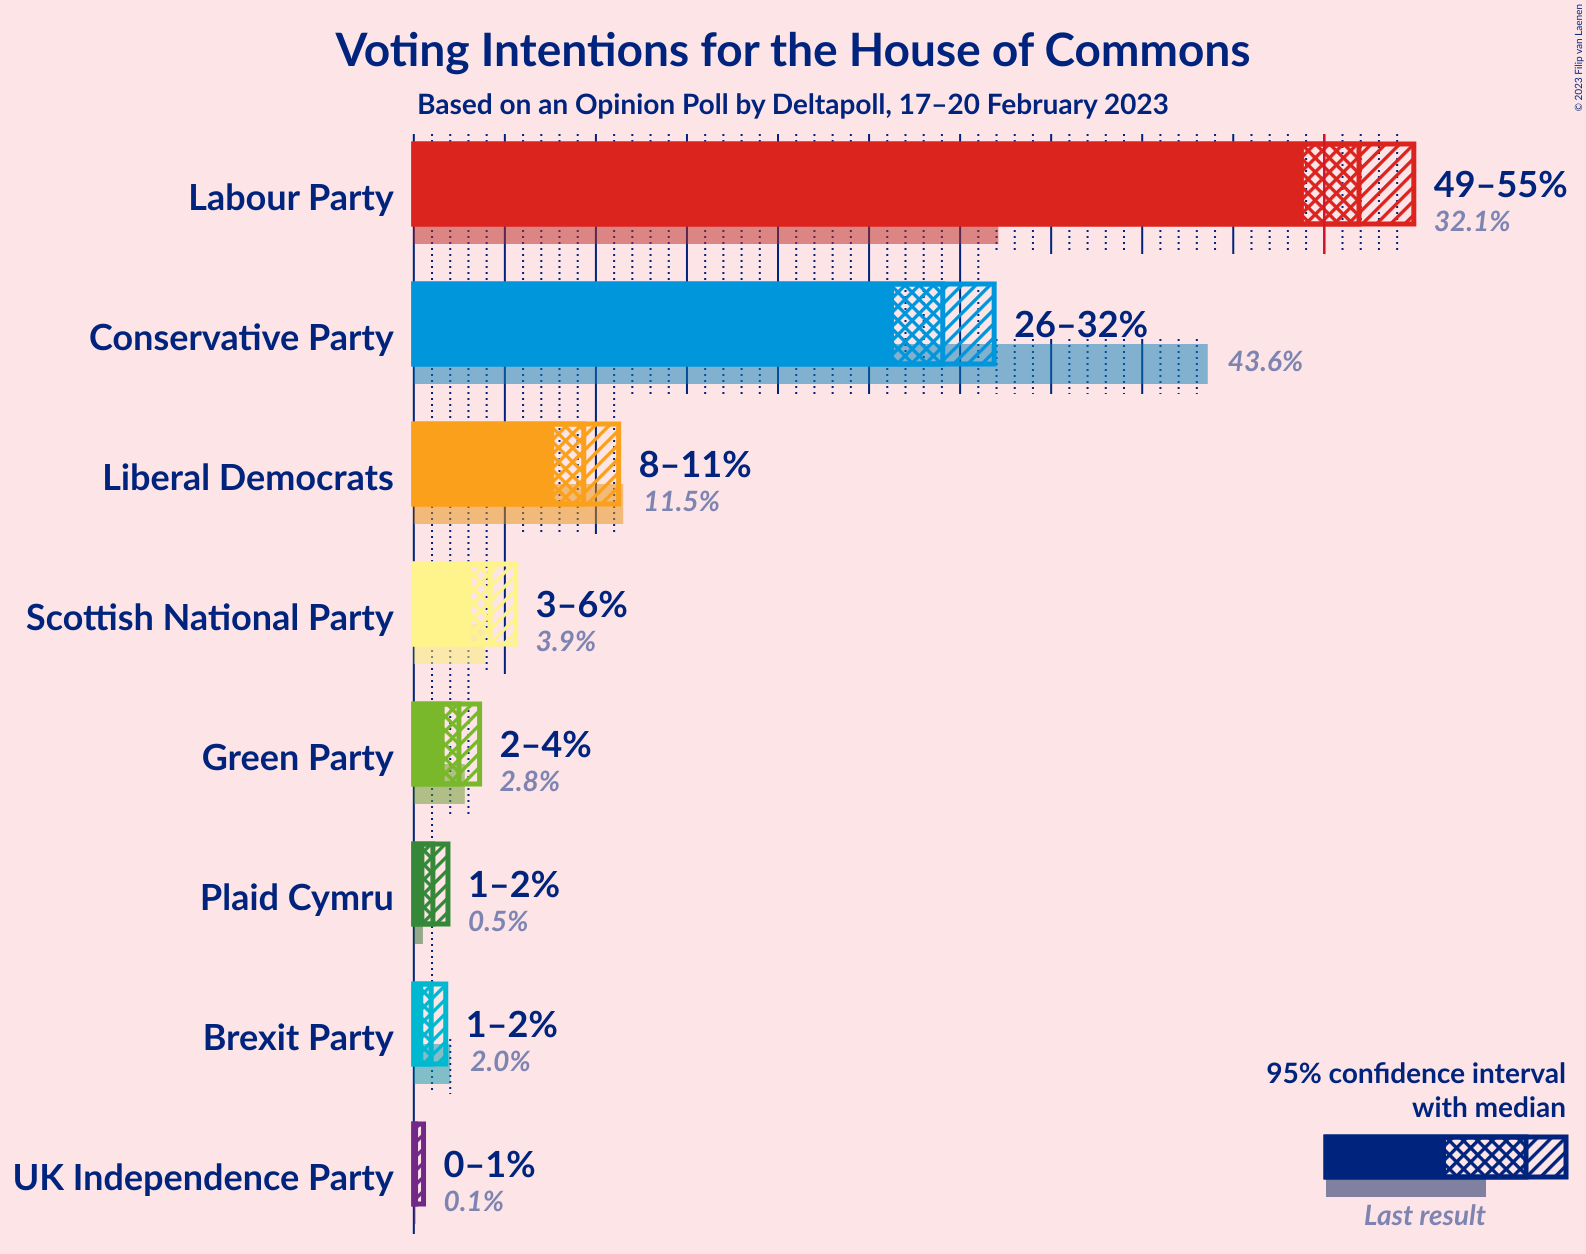 Voting Intentions for the House of Commons
Based on an Opinion Poll by Deltapoll, 17–20 February 2023
© 2023 Filip van Laenen
Labour Party
49–55%
32.1%
Conservative Party
26–32%
43.6%
Liberal Democrats
8–11%
11.5%
Scottish National Party
3–6%
3.9%
Green Party
2–4%
2.8%
Plaid Cymru
1–2%
0.5%
Brexit Party
1–2%
2.0%
UK Independence Party
0–1%
0.1%
95% confidence interval
with median
Last result